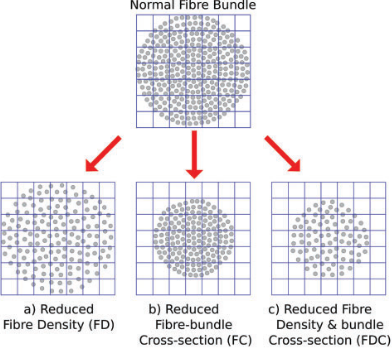 Normal Fibre Bundle
a) Reduced
Fibre Density (FD)
b) Reduced
Fibre-bundle
Cross-section (FC)
c) Reduced Fibre
Density & bundle
Cross-section (FDC)